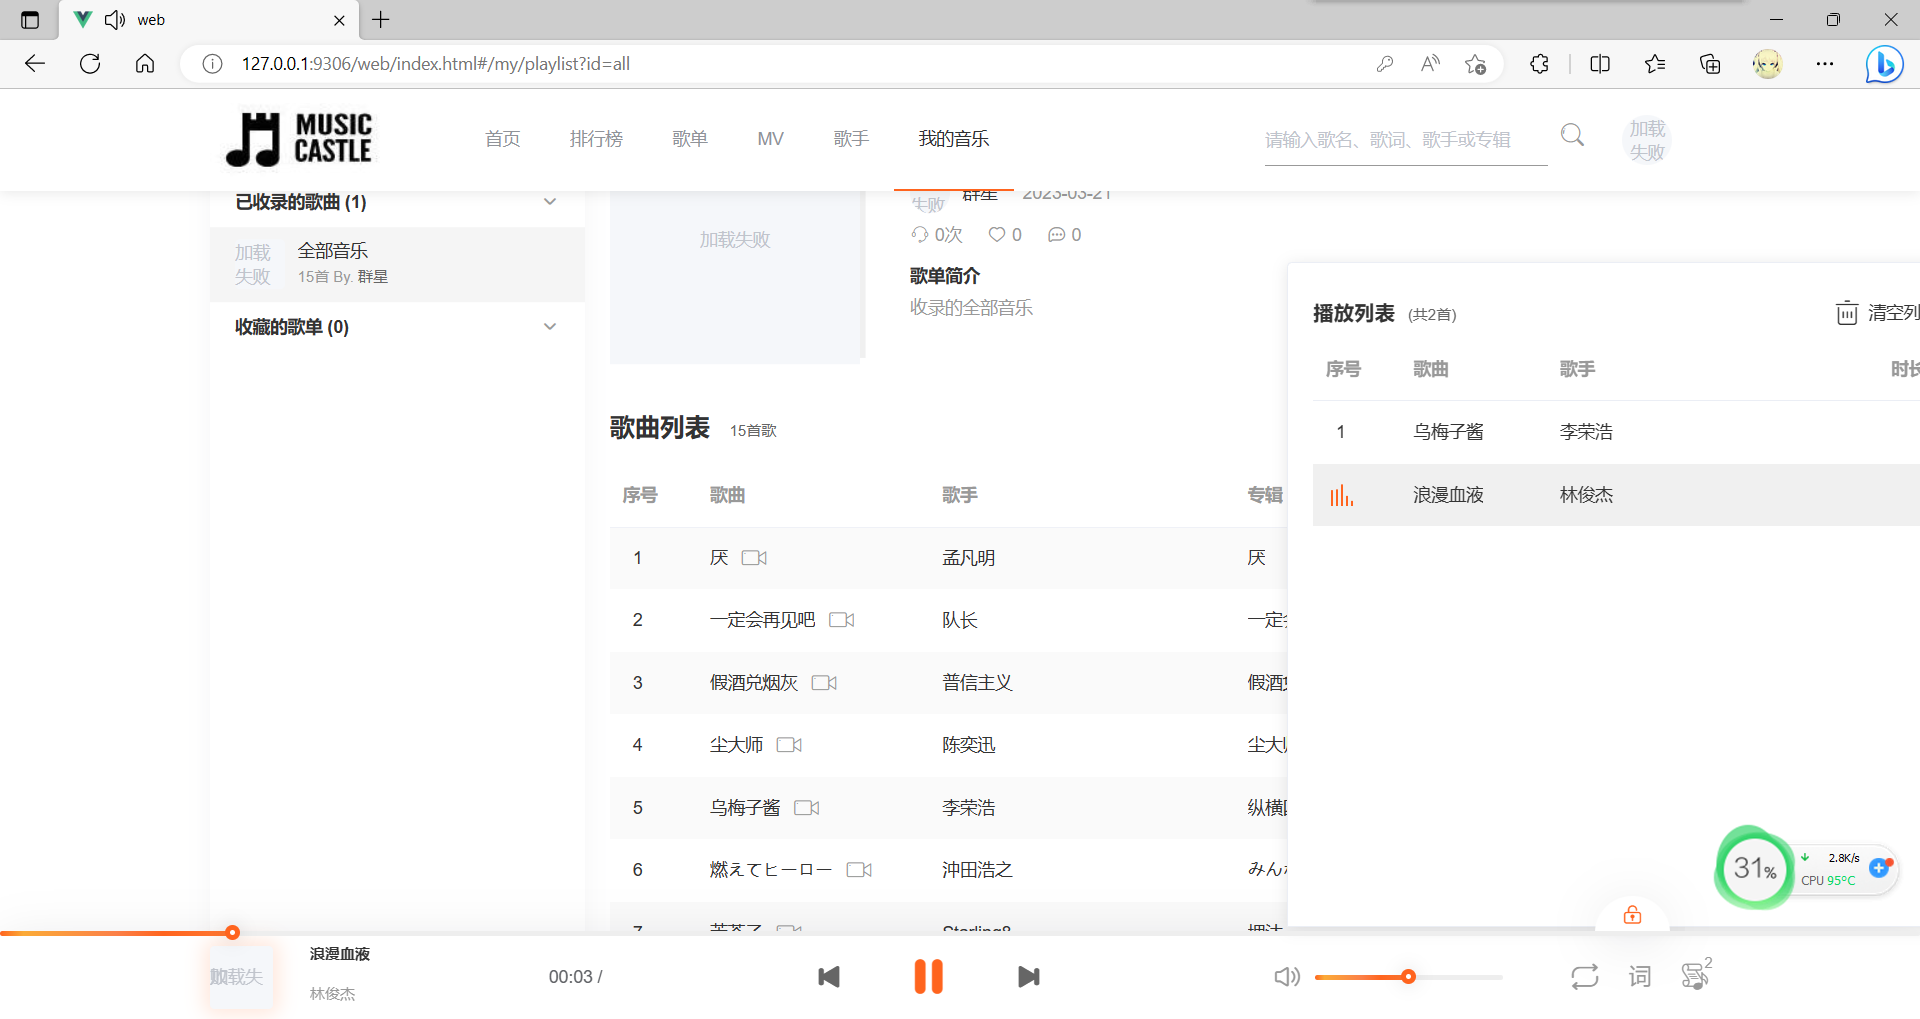 web
127.0.0.1:9306/web/index.html#/my/playlist?id=all
MUSIC
CASTLE
首页
排行榜
歌单
MV
歌手
我的音乐
请输入歌名、歌词、歌手或专辑
加载
失败
已收录的歌曲 (1)
加载
失败
全部音乐
15首 By. 群星
收藏的歌单 (0)
加载失败
失败
群星
2023-03-21
0次
0
0
歌单简介
收录的全部音乐
歌曲列表 15首歌
序号 歌曲 歌手 专辑
1 厌 孟凡明 厌
2 一定会再见吧 队长 一定
3 假酒兑烟灰 普信主义 假酒
4 尘大师 陈奕迅 尘大
5 乌梅子酱 李荣浩 纵横
6 燃えてヒーロー 沖田浩之 みん
播放列表 (共2首)
清空列
序号 歌曲 歌手 时长
1 乌梅子酱 李荣浩
浪漫血液 林俊杰
31%
2.8K/s
CPU 95°C
加载失
浪漫血液
林俊杰
00:03 /
词
2